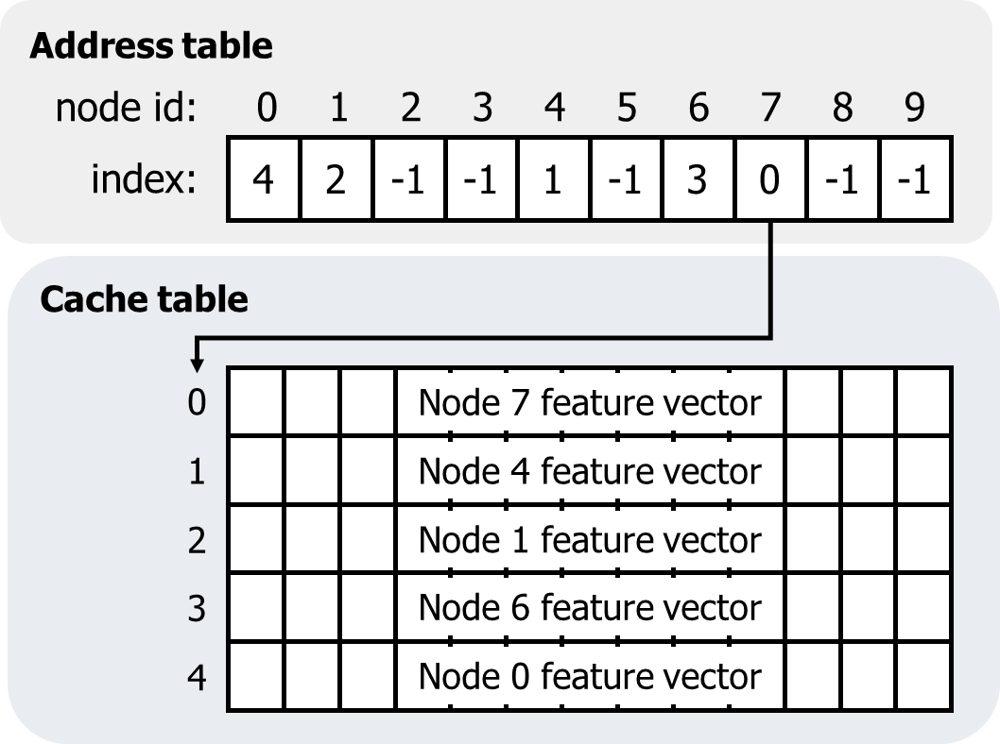 Address table
node id: 0 1 2 3 4 5 6 7 8 9
index: 4 2 -1 -1 1 -1 3 0 -1 -1
Cache table
0 Node 7 feature vector
1 Node 4 feature vector
2 Node 1 feature vector
3 Node 6 feature vector
4 Node 0 feature vector